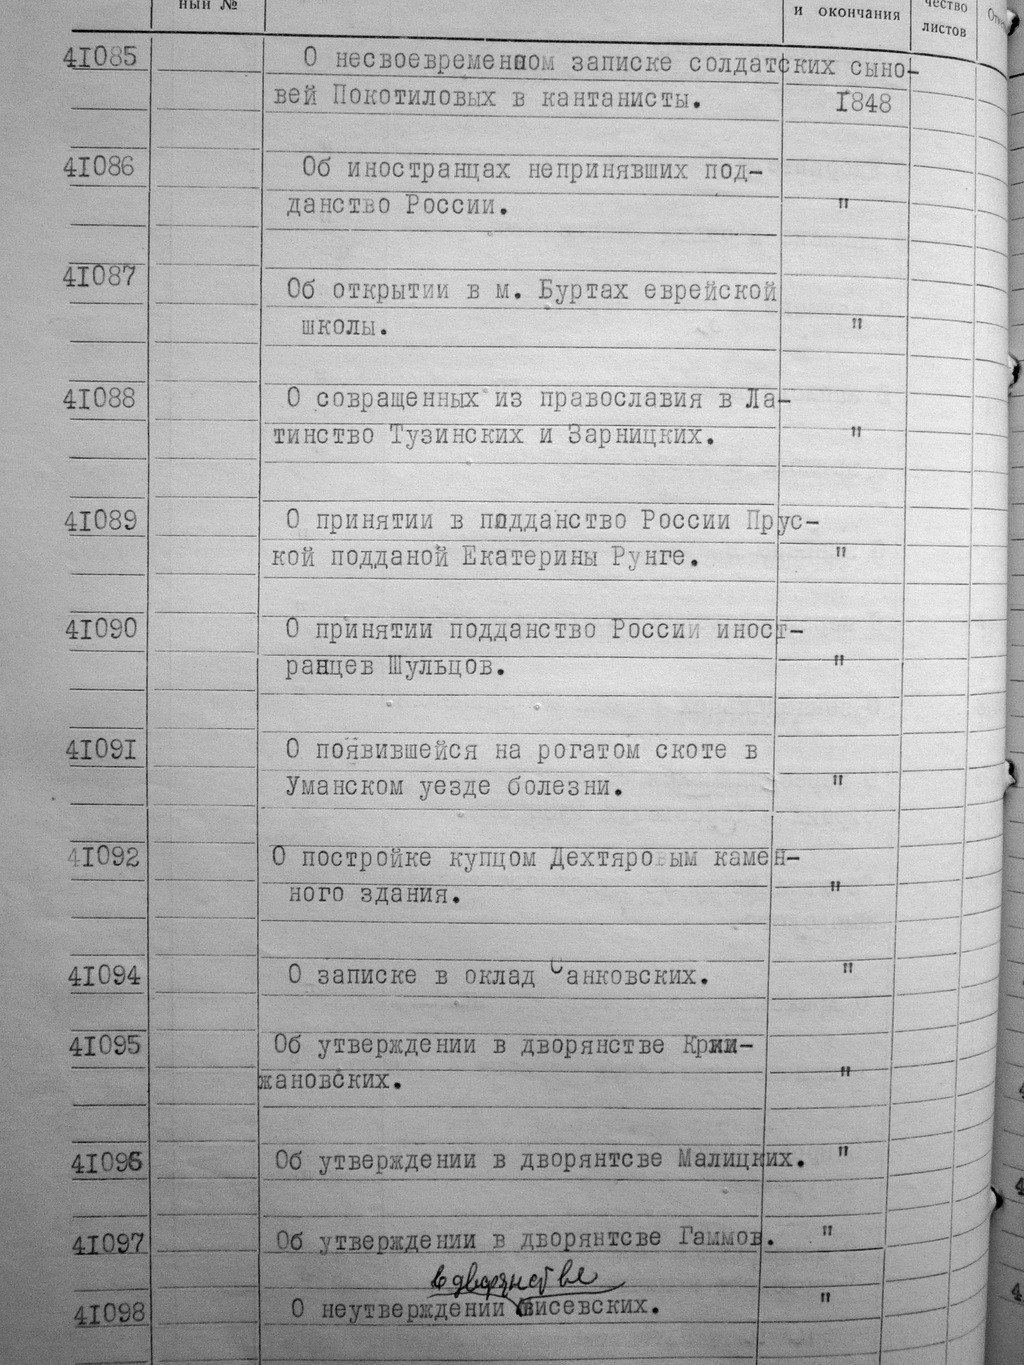 ный №
и окончания
чество
листов
41085 О несвоевременном записке солдатских сыно-
вей Покотиловых в кантанисты. 1848
41086 Об иностранцах непринявших под-
данство России. "
41087 Об открытии в м. Буртах еврейской
школы. "
41088 О совращенных из православия в Ла-
тинство Тузинских и Зарницких. "
41089 О принятии в подданство России Прус-
кой подданой Екатерины Рунге. "
41090 О принятии подданство России иност-
ранцев Шульцов. "
41091 О появившейся на рогатом скоте в
Уманском уезде болезни. "
41092 О постройке купцом Дехтяровым камен-
ного здания. "
41094 О записке в оклад Санковских. "
41095 Об утверждении в дворянстве Кржи-
жановских. "
41096 Об утверждении в дворянтсве Малицких. "
41097 Об утверждении в дворянтсве Гаммов. "
в дворянстве
41098 О неутверждении "